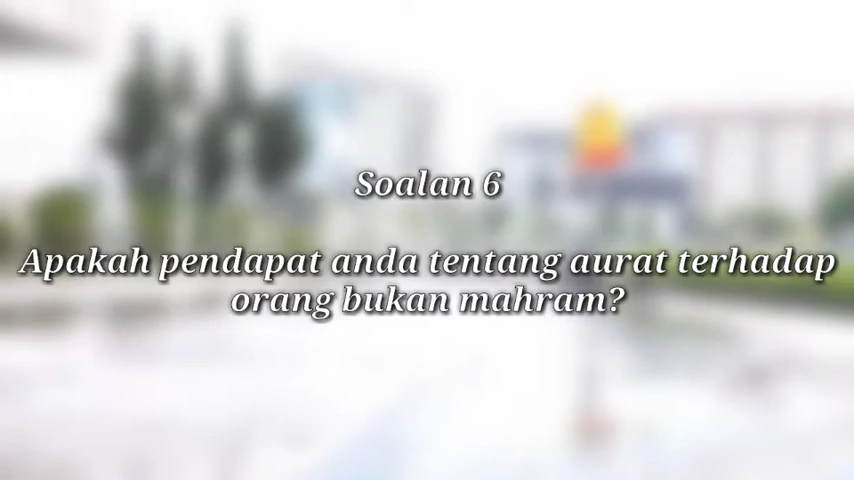 Soalan 6
Apakah pendapat anda tentang aurat terhadap
orang bukan mahram?